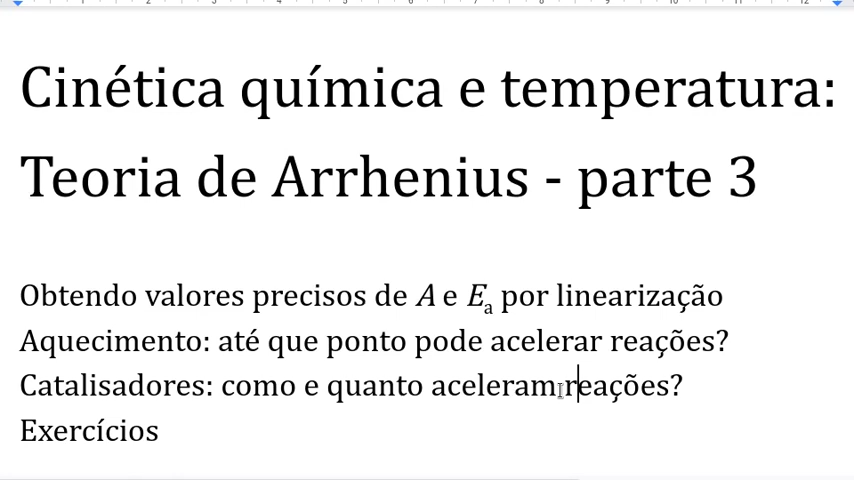 Cinética química e temperatura:
Teoria de Arrhenius - parte 3
Obtendo valores precisos de A e Ea por linearização
Aquecimento: até que ponto pode acelerar reações?
Catalisadores: como e quanto aceleram reações?
Exercícios